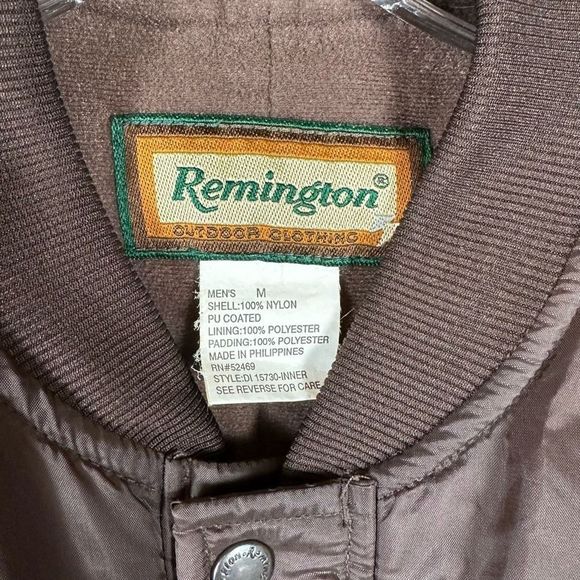 Remington®
OUTDOOR CLOTHING
MEN'S M
SHELL:100% NYLON
PU COATED
LINING:100% POLYESTER
PADDING:100% POLYESTER
MADE IN PHILIPPINES
RN#52469
STYLE:DI 15730-INNER
SEE REVERSE FOR CARE